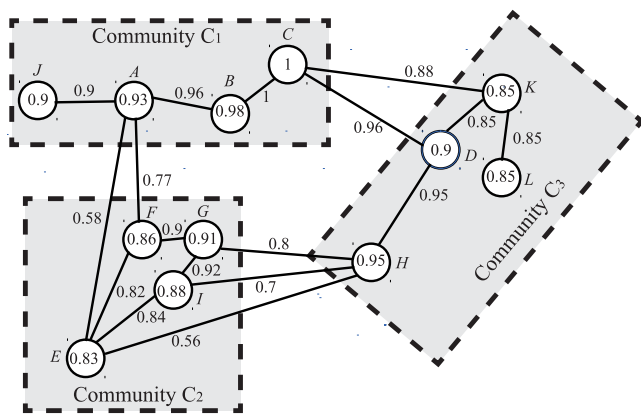 Community C1
C
J
A
B
K
L
D
H
0.9
0.9
0.93
0.96
0.98
1
1
0.88
0.85
0.85
0.85
0.85
0.96
0.9
0.95
0.95
Community C3
0.77
0.58
F
G
0.86
0.9
0.91
0.92
0.8
0.82
0.88
I
0.7
0.84
0.56
E
0.83
Community C2